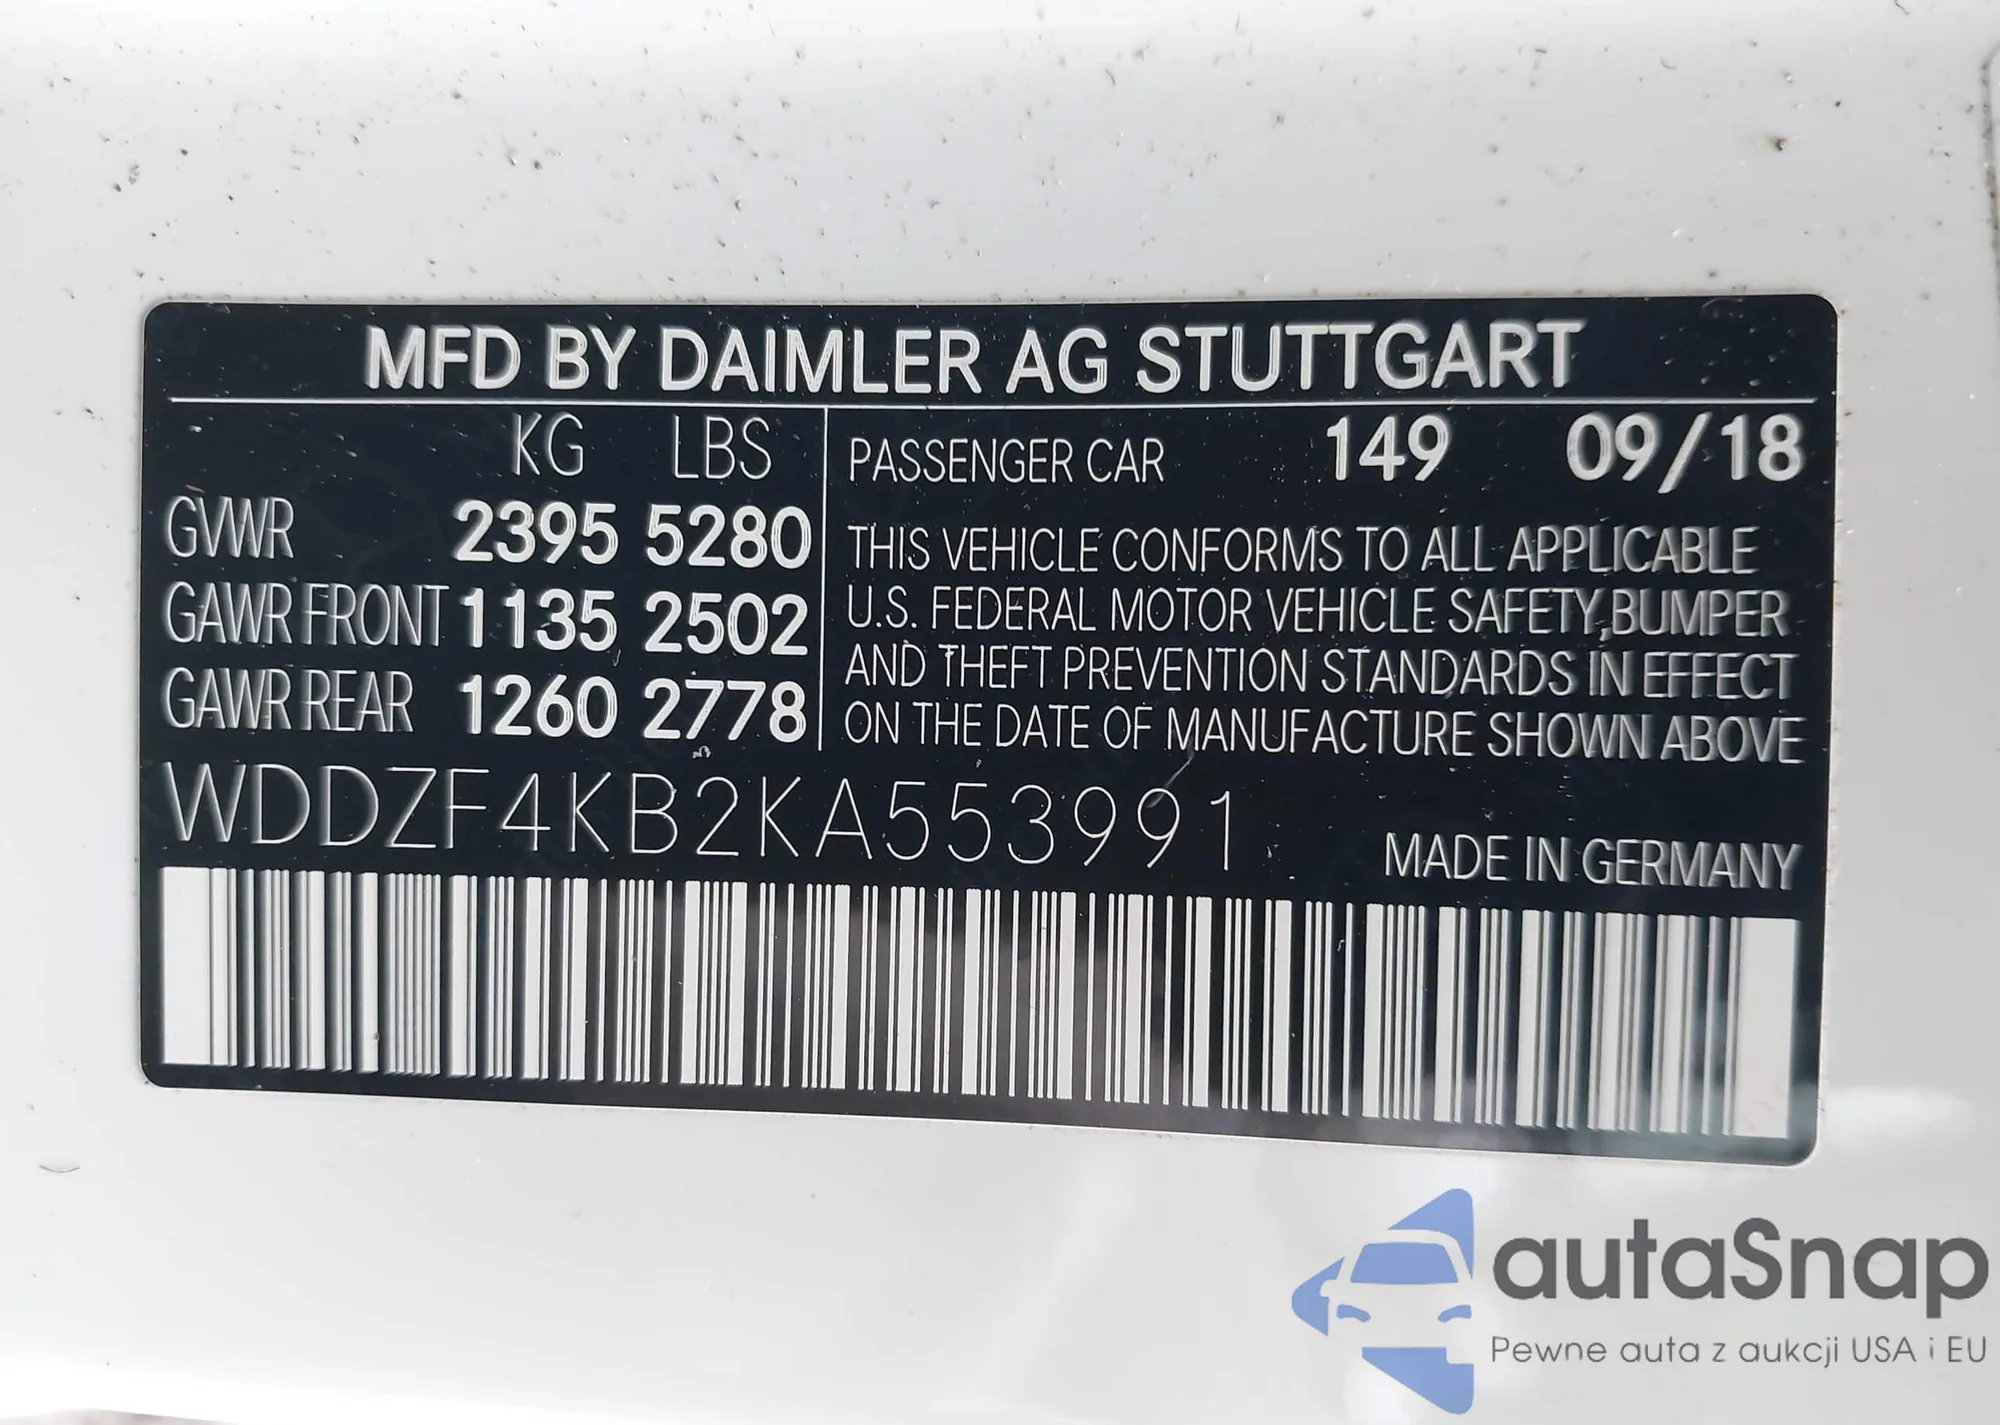 MFD BY DAIMLER AG STUTTGART
KG LBS
GVWR 2395 5280
GAWR FRONT 1135 2502
GAWR REAR 1260 2778
PASSENGER CAR 149 09/18
THIS VEHICLE CONFORMS TO ALL APPLICABLE
U.S. FEDERAL MOTOR VEHICLE SAFETY,BUMPER
AND THEFT PREVENTION STANDARDS IN EFFECT
ON THE DATE OF MANUFACTURE SHOWN ABOVE
WDDZF4KB2KA553991
MADE IN GERMANY
autaSnap
Pewne auta z aukcji USA i EU